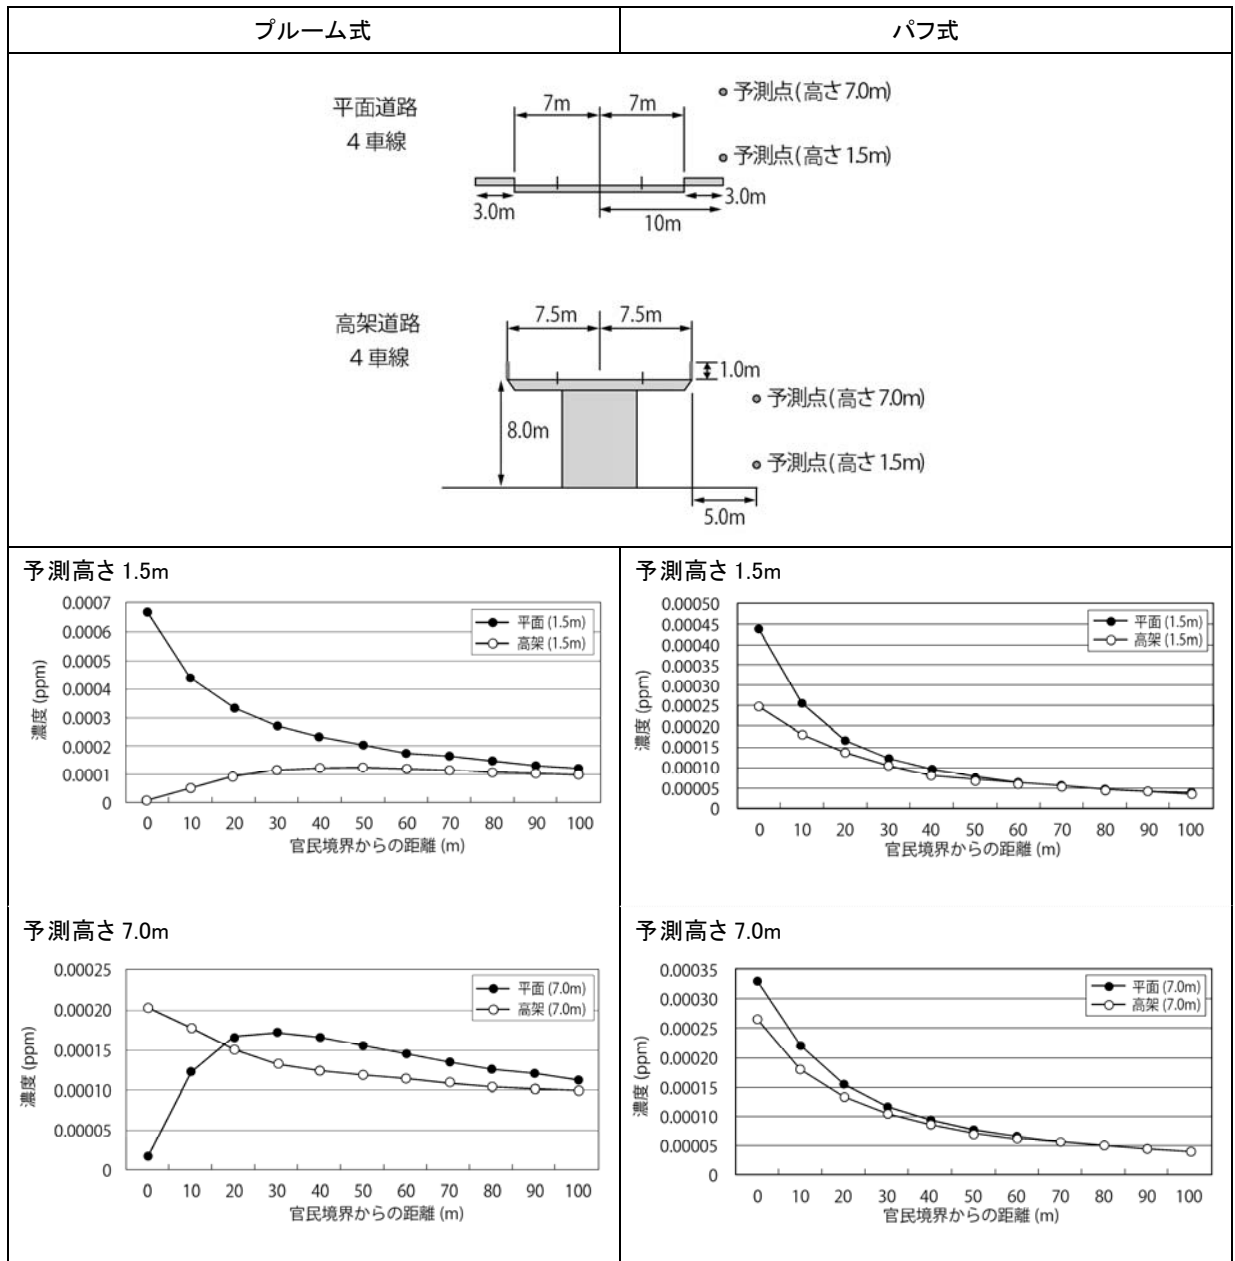 プルーム式
パフ式
平面道路
4 車線
7m
7m
予測点(高さ7.0m)
予測点(高さ1.5m)
3.0m
3.0m
10m
高架道路
4 車線
7.5m
7.5m
1.0m
8.0m
予測点(高さ7.0m)
予測点(高さ1.5m)
5.0m
予測高さ 1.5m
0.0007
0.0006
0.0005
0.0004
0.0003
0.0002
0.0001
0
濃度 (ppm)
平面 (1.5m)
高架 (1.5m)
0 10 20 30 40 50 60 70 80 90 100
官民境界からの距離 (m)
予測高さ 1.5m
0.00050
0.00045
0.00040
0.00035
0.00030
0.00025
0.00020
0.00015
0.00010
0.00005
0
濃度 (ppm)
平面 (1.5m)
高架 (1.5m)
0 10 20 30 40 50 60 70 80 90 100
官民境界からの距離 (m)
予測高さ 7.0m
0.00025
0.00020
0.00015
0.00010
0.00005
0
濃度 (ppm)
平面 (7.0m)
高架 (7.0m)
0 10 20 30 40 50 60 70 80 90 100
官民境界からの距離 (m)
予測高さ 7.0m
0.00035
0.00030
0.00025
0.00020
0.00015
0.00010
0.00005
0
濃度 (ppm)
平面 (7.0m)
高架 (7.0m)
0 10 20 30 40 50 60 70 80 90 100
官民境界からの距離 (m)